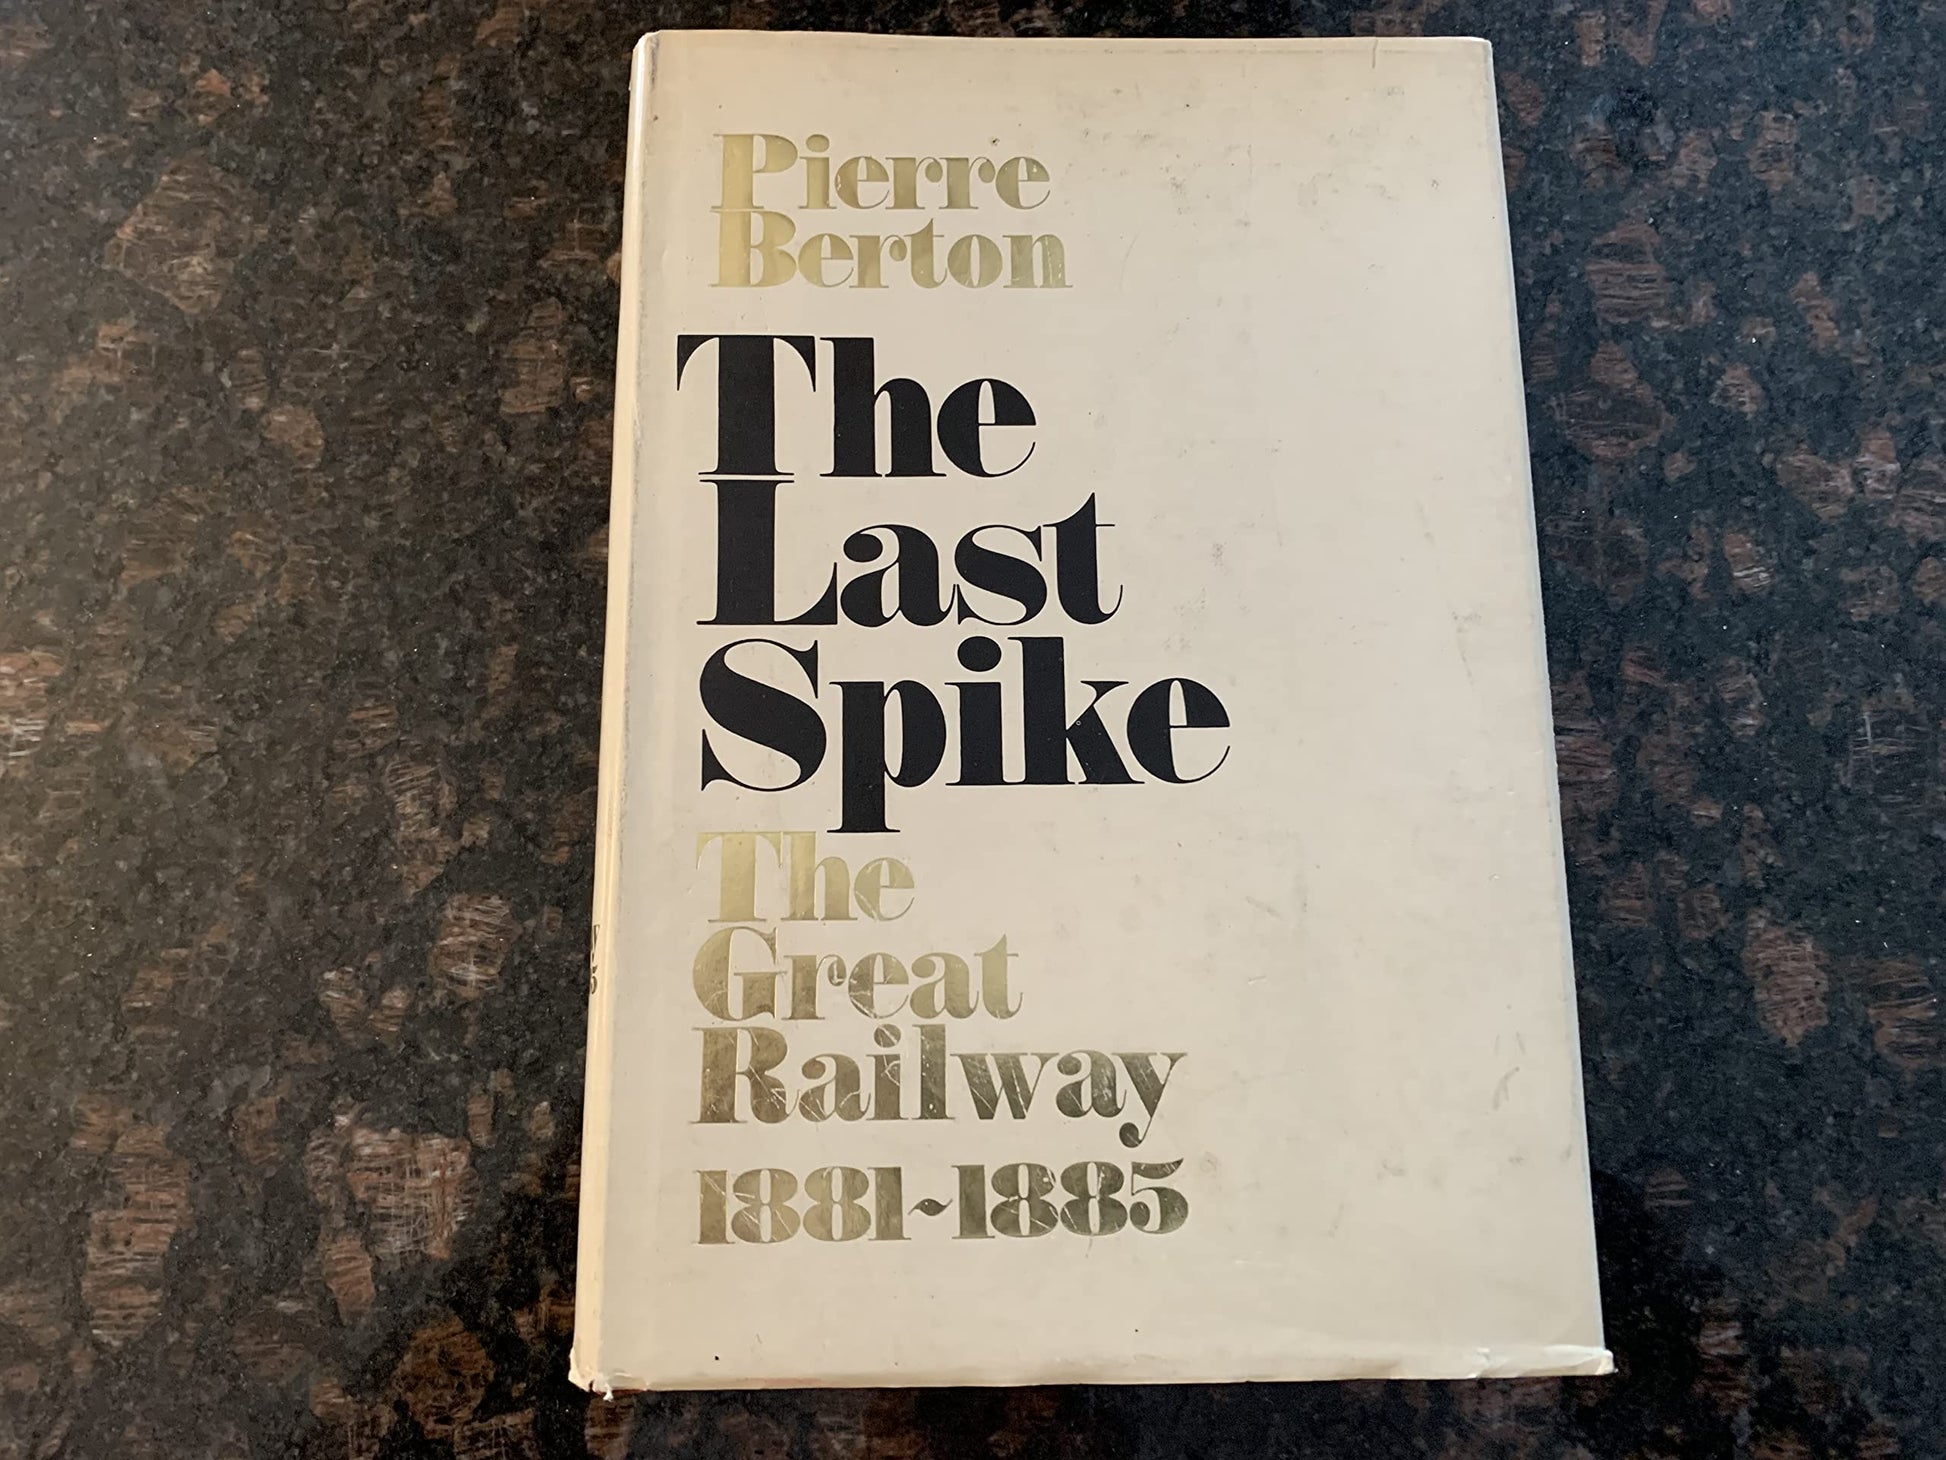 Pierre
Berton
The
Last
Spike
The
Great
Railway
1881~1885